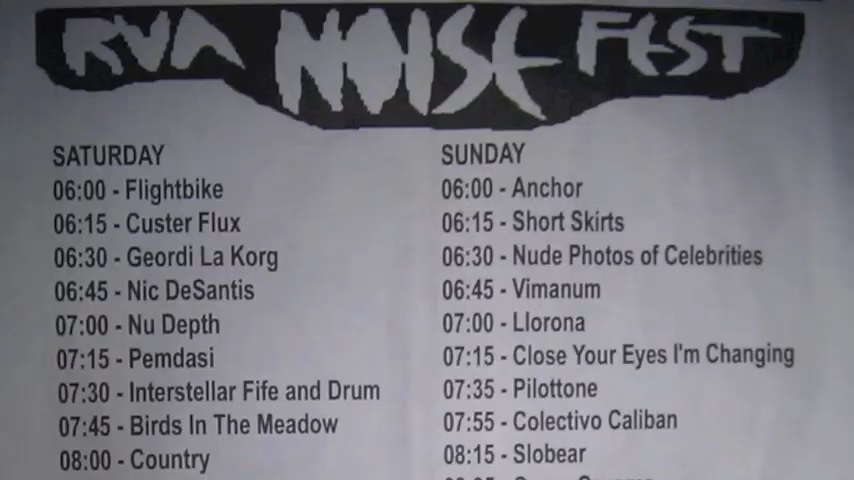 RVA NOISE FEST
SATURDAY
06:00 - Flightbike
06:15 - Custer Flux
06:30 - Geordi La Korg
06:45 - Nic DeSantis
07:00 - Nu Depth
07:15 - Pemdasi
07:30 - Interstellar Fife and Drum
07:45 - Birds In The Meadow
08:00 - Country
SUNDAY
06:00 - Anchor
06:15 - Short Skirts
06:30 - Nude Photos of Celebrities
06:45 - Vimanum
07:00 - Llorona
07:15 - Close Your Eyes I'm Changing
07:35 - Pilottone
07:55 - Colectivo Caliban
08:15 - Slobear